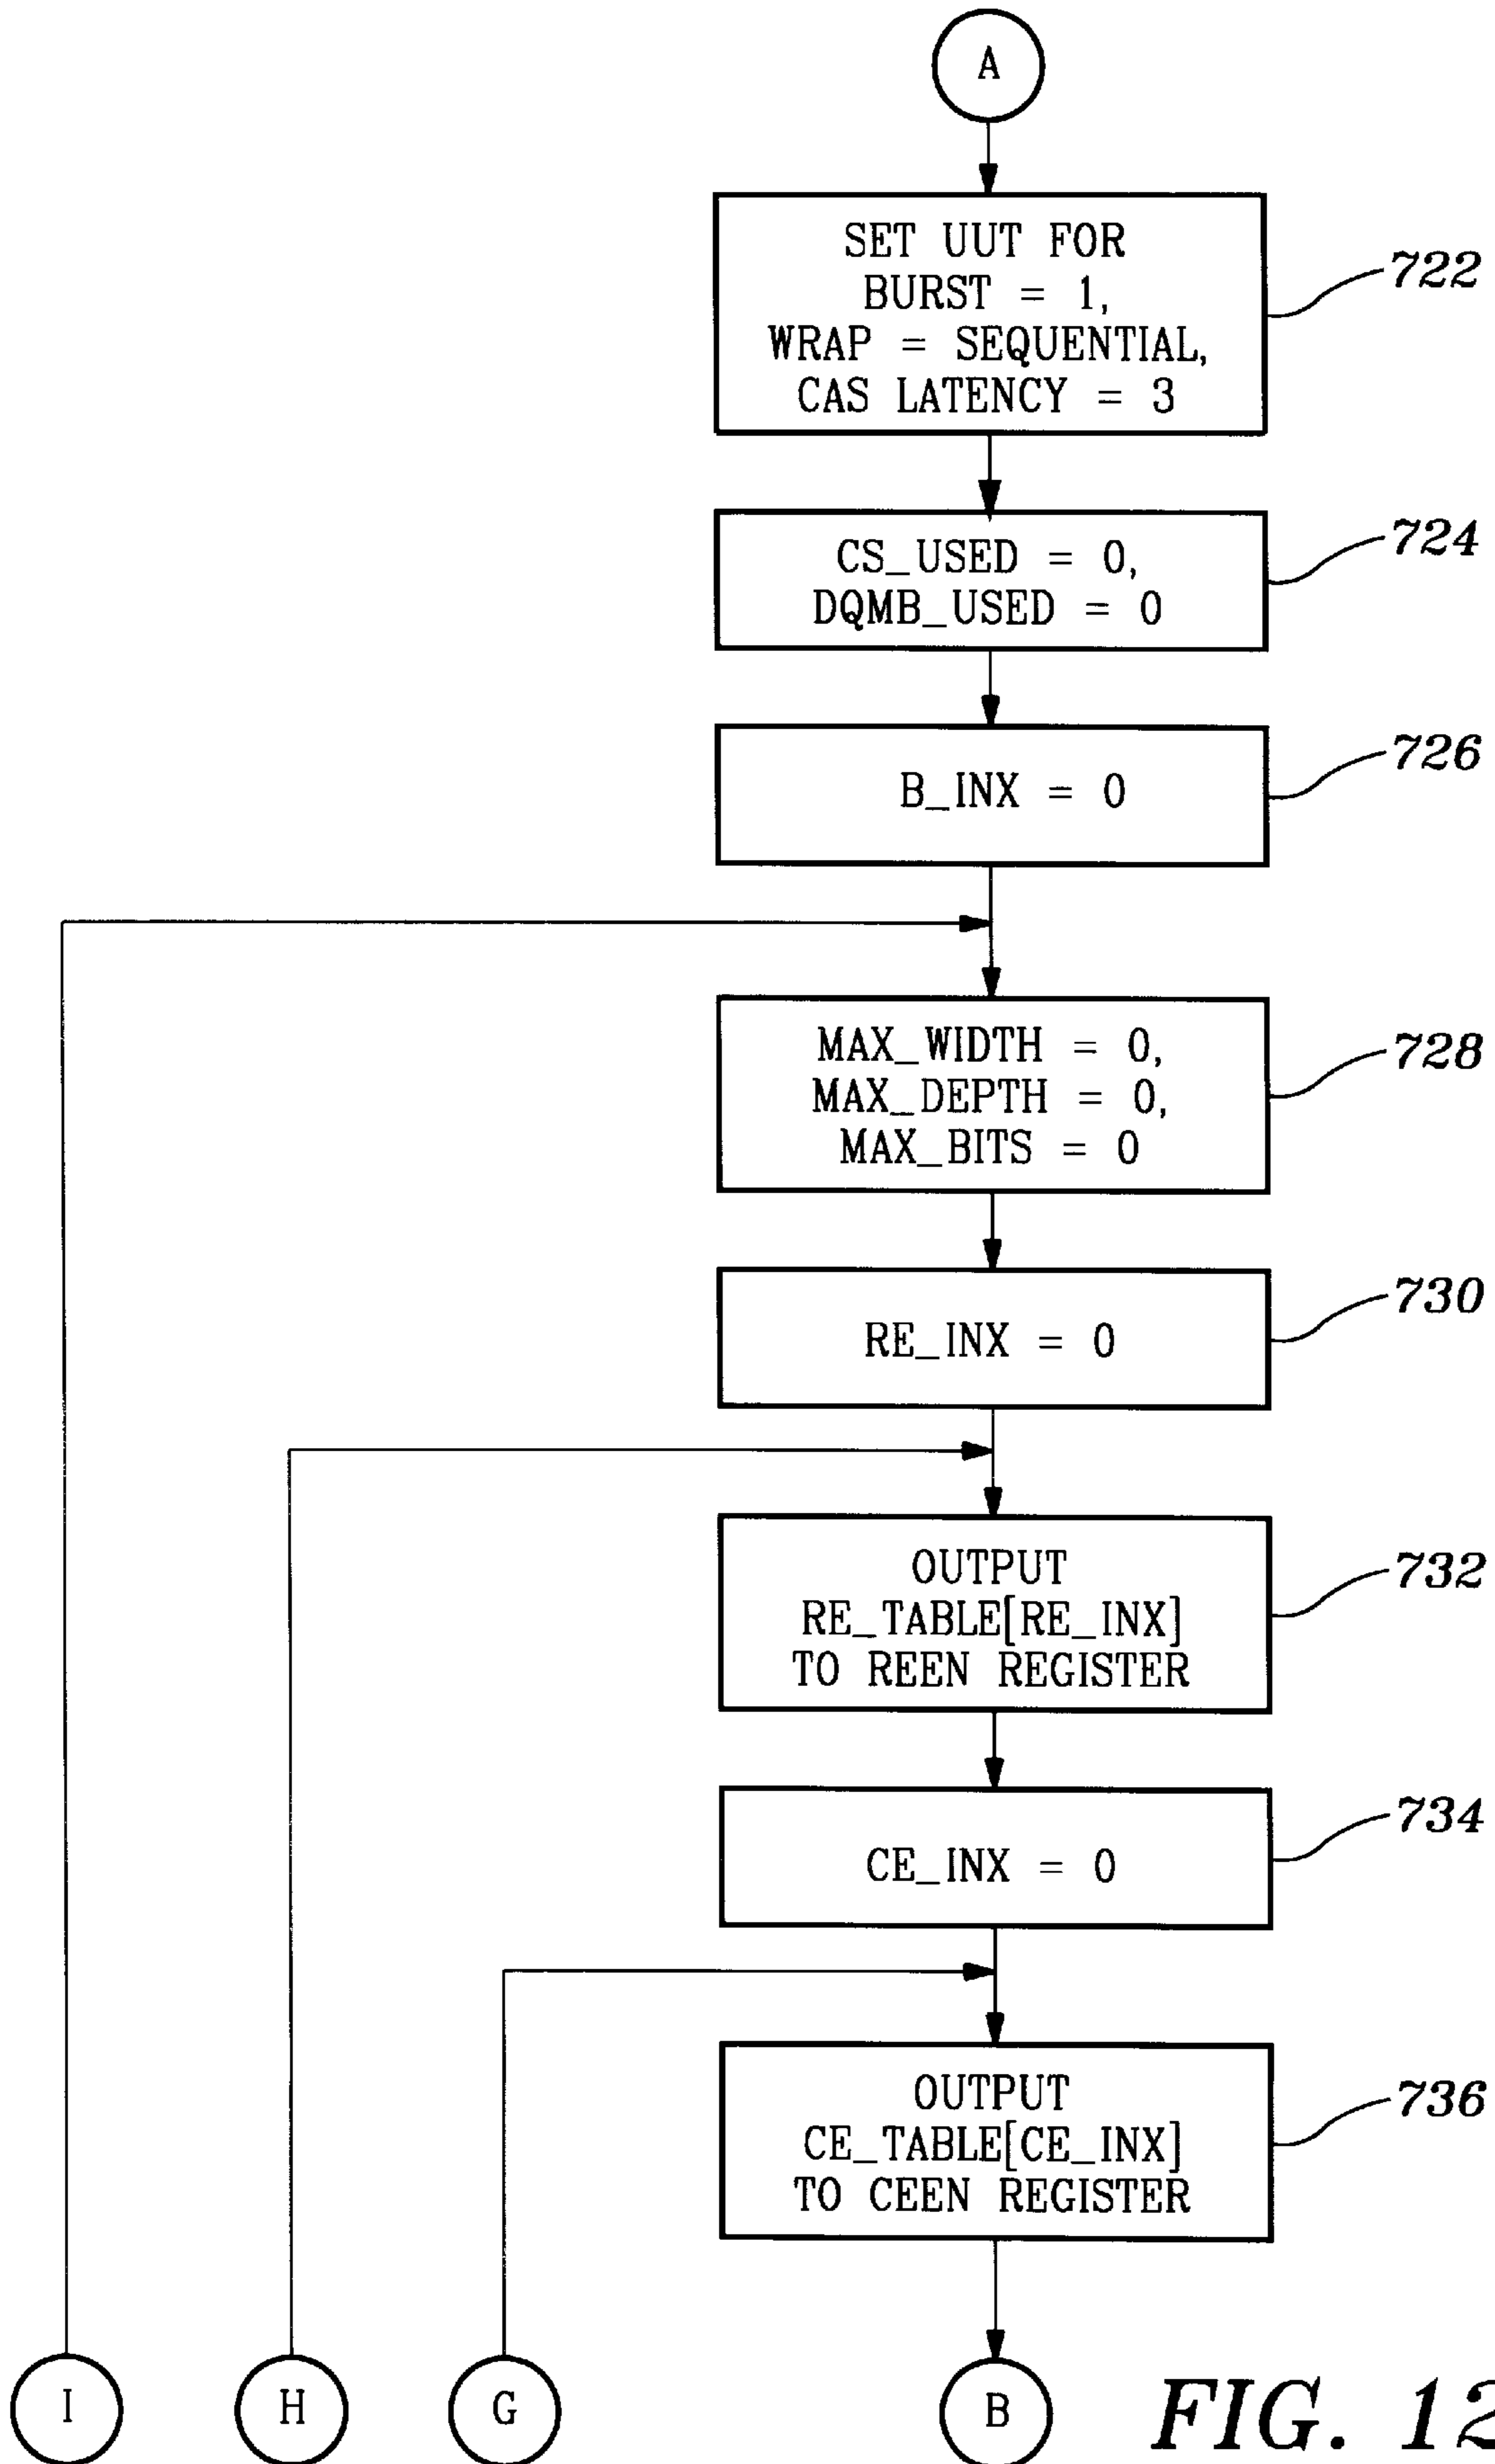 A
SET UUT FOR
BURST = 1,
WRAP = SEQUENTIAL,
CAS LATENCY = 3
722
CS_USED = 0,
DQMB_USED = 0
724
B_INX = 0
726
MAX_WIDTH = 0,
MAX_DEPTH = 0,
MAX_BITS = 0
728
RE_INX = 0
730
OUTPUT
RE_TABLE[RE_INX]
TO REEN REGISTER
732
CE_INX = 0
734
OUTPUT
CE_TABLE[CE_INX]
TO CEEN REGISTER
736
I
H
G
B
FIG. 12